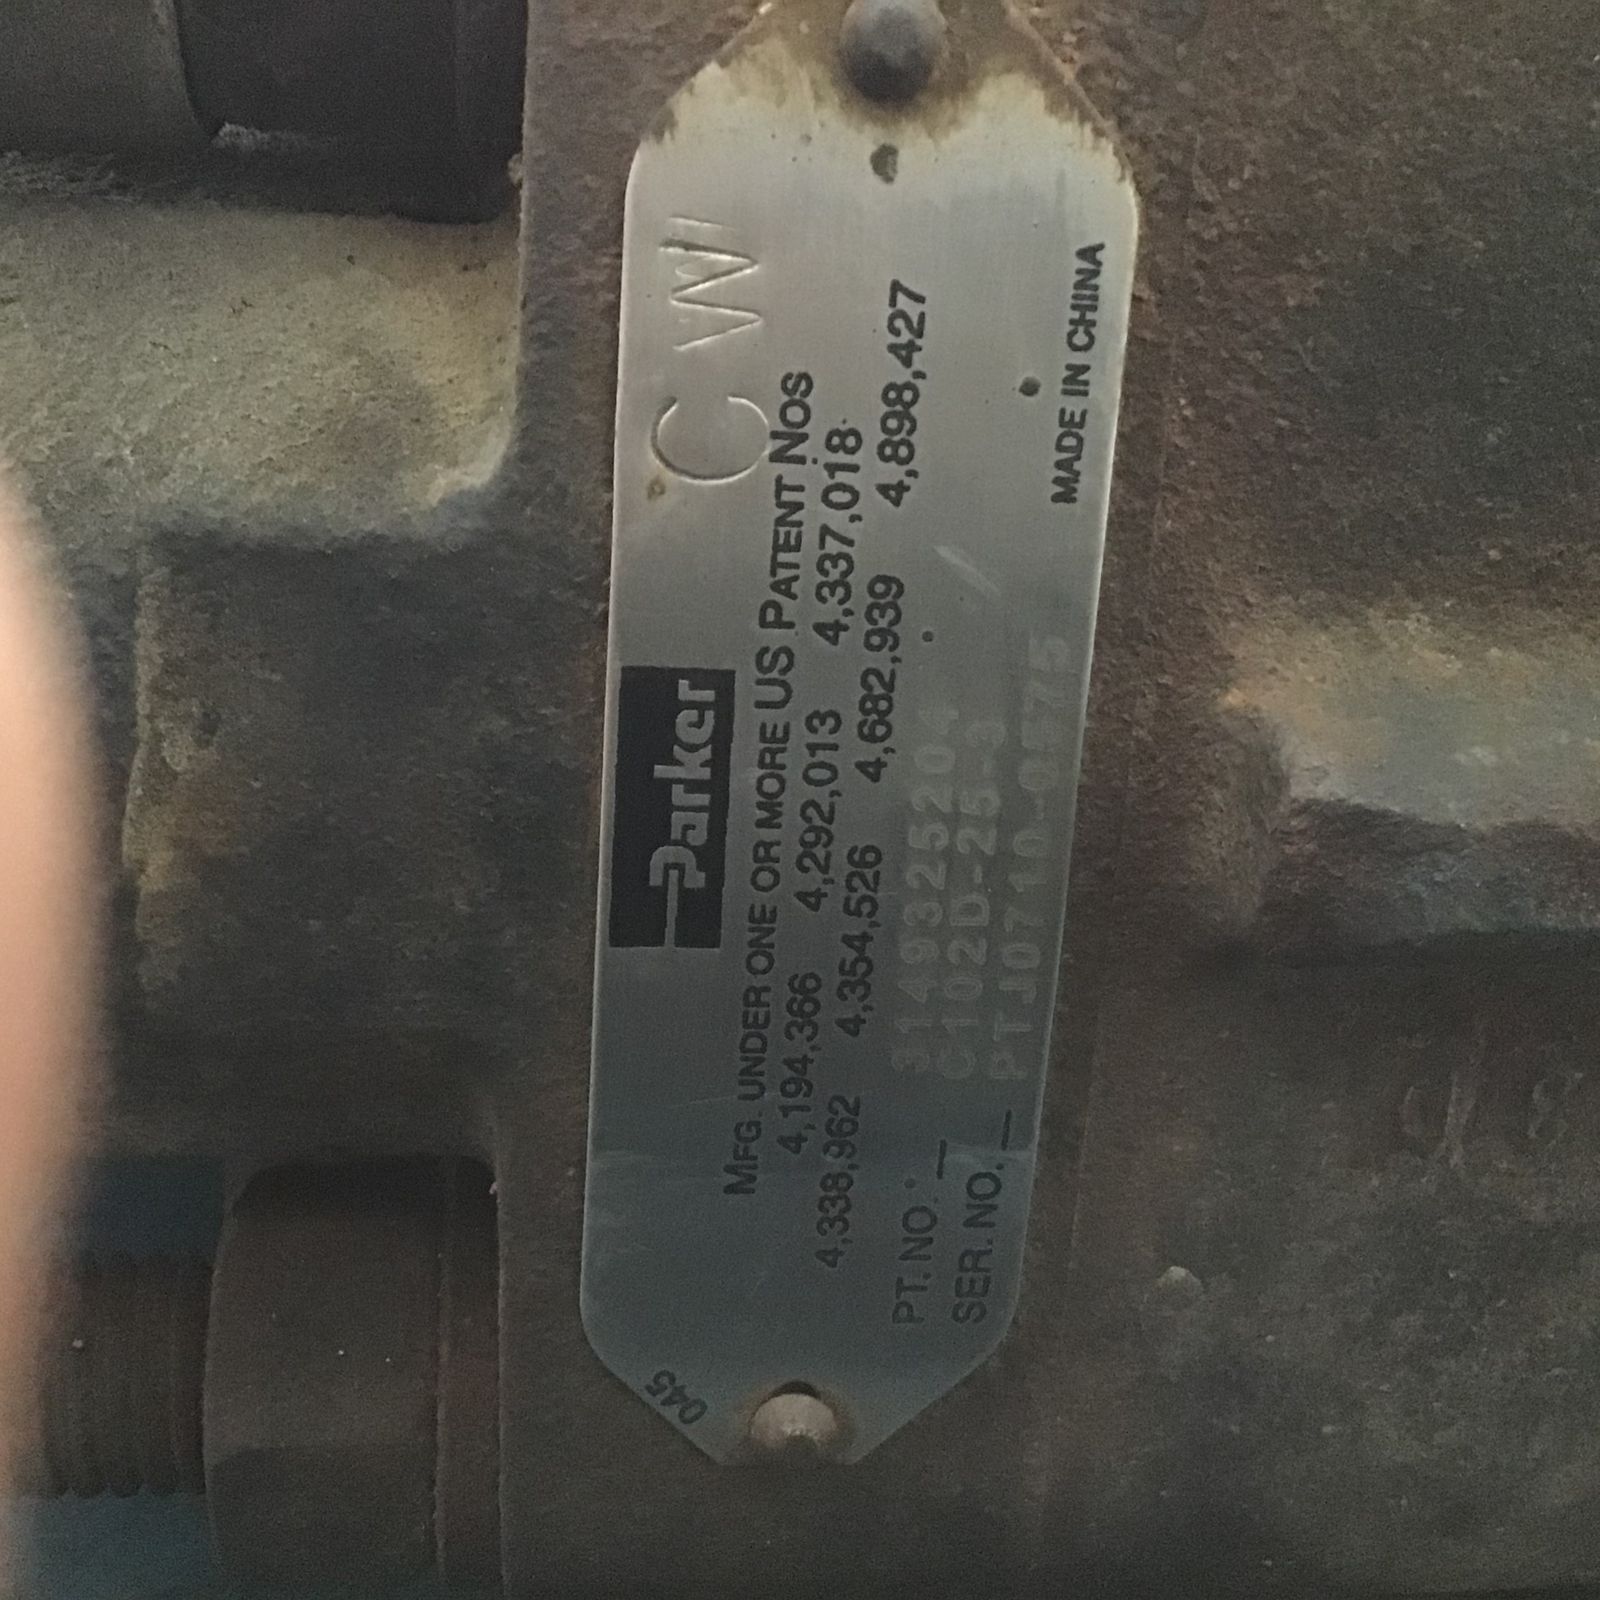 CW
Parker
MFG. UNDER ONE OR MORE US PATENT NOS
4,194,366 4,292,013 4,337,018
4,338,962 4,354,526 4,682,939 4,898,427
PT. NO. 3149325204
C102D-25-3
SER. NO. PTJ0710-0575
MADE IN CHINA
045